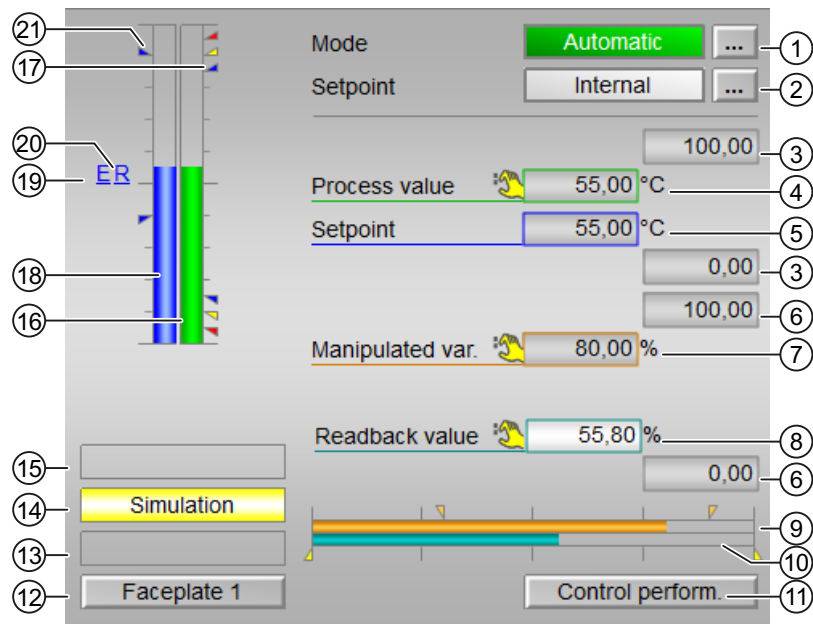 21
17
Mode
Automatic
...
1
Setpoint
Internal
...
2
100,00
3
20
19
E R
Process value
55,00
°C
4
Setpoint
55,00
°C
5
0,00
3
18
100,00
6
16
Manipulated var.
80,00
%
7
Readback value
55,80
%
8
15
0,00
6
14
Simulation
9
13
10
12
Faceplate 1
Control perform.
11